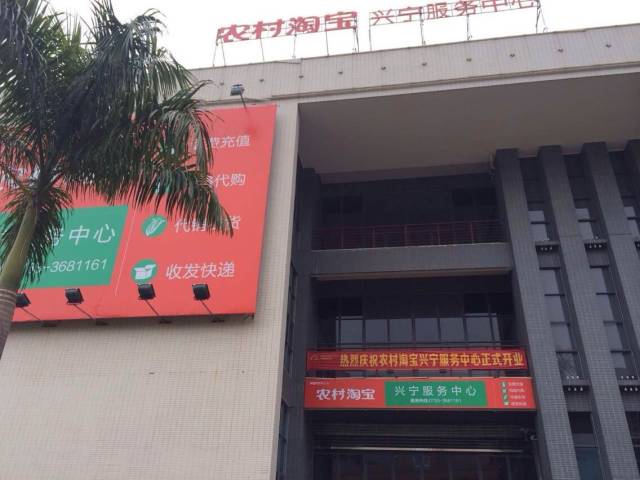 农村淘宝 兴宁服务中心
充值
代购
代销
货
务中心
-3681161
收发快递
热烈庆祝农村淘宝兴宁服务中心正式开业
农村淘宝 兴宁服务中心